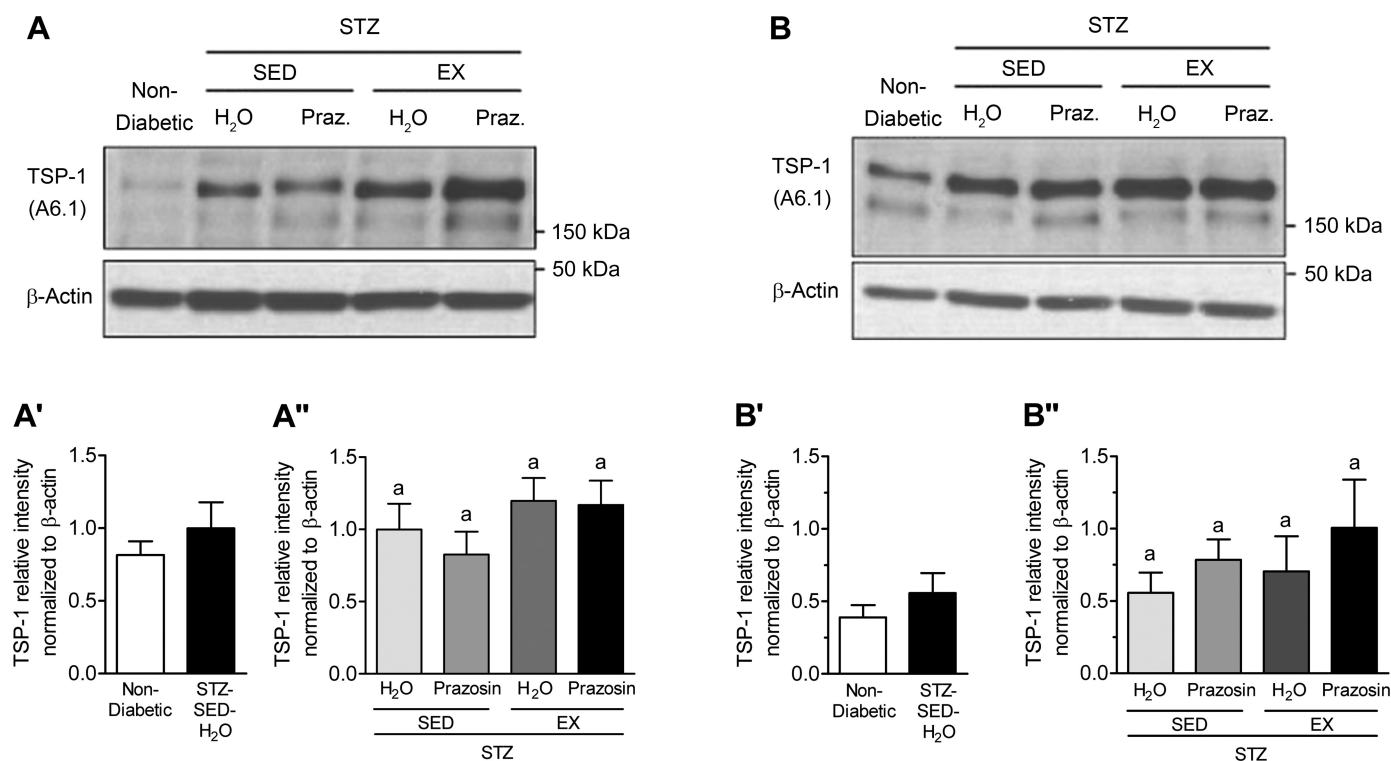 A
STZ
SED EX
Non-
Diabetic
H₂O Praz. H₂O Praz.
TSP-1
(A6.1)
150 kDa
50 kDa
β-Actin
B
STZ
SED EX
Non-
Diabetic
H₂O Praz. H₂O Praz.
TSP-1
(A6.1)
150 kDa
50 kDa
β-Actin
A'
TSP-1 relative intensity
normalized to β-actin
1.5
1.0
0.5
0.0
Non-
Diabetic
STZ-
SED-
H₂O
A"
TSP-1 relative intensity
normalized to β-actin
1.5
1.0
0.5
0.0
a a a a
H₂O Prazosin H₂O Prazosin
SED EX
STZ
B'
TSP-1 relative intensity
normalized to β-actin
1.5
1.0
0.5
0.0
Non-
Diabetic
STZ-
SED-
H₂O
B"
TSP-1 relative intensity
normalized to β-actin
1.5
1.0
0.5
0.0
a a a a
H₂O Prazosin H₂O Prazosin
SED EX
STZ